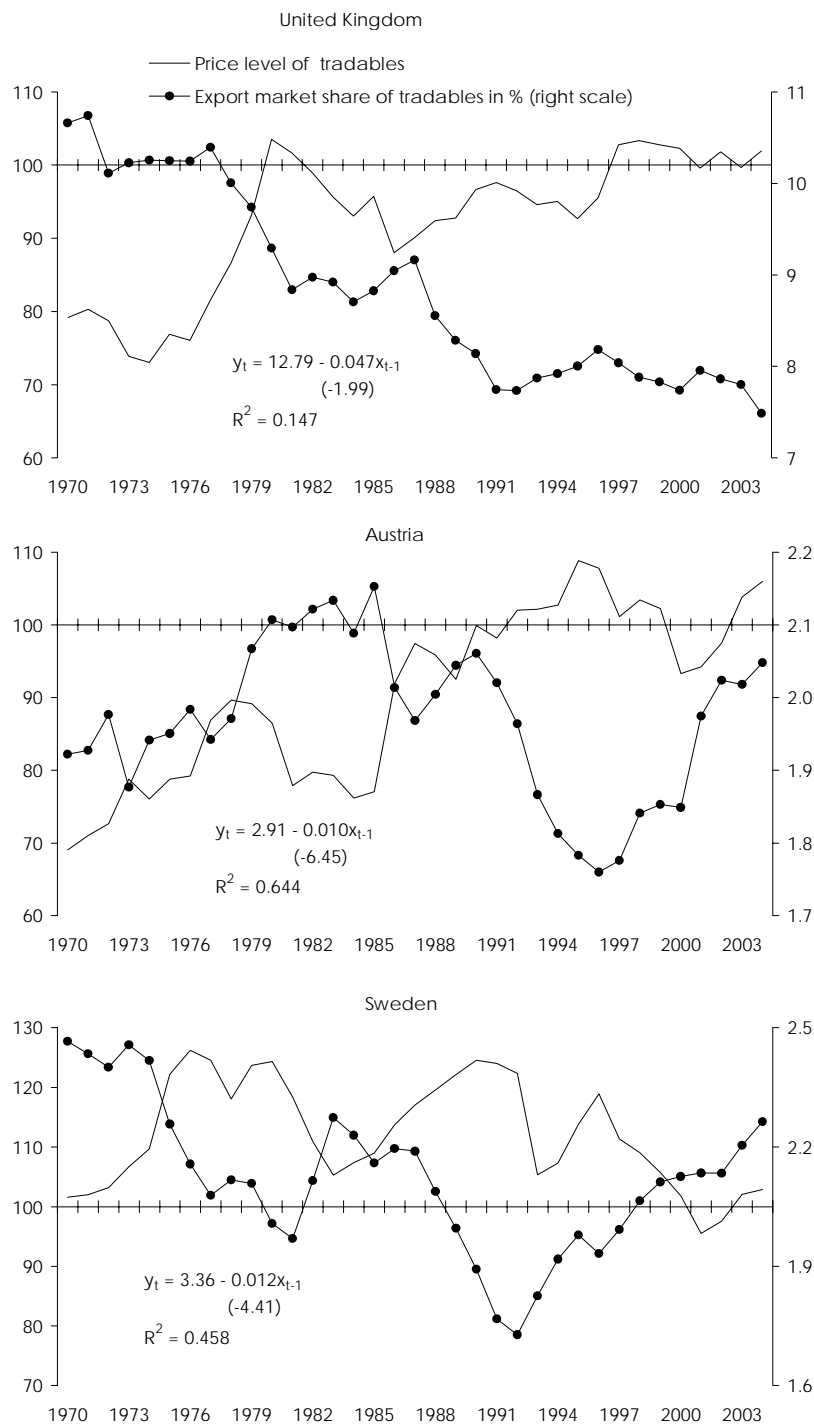 United Kingdom
Price level of tradables
Export market share of tradables in % (right scale)
110
100
90
80
70
60
11
10
9
8
7
yt = 12.79 - 0.047xt-1
(-1.99)
R2 = 0.147
1970 1973 1976 1979 1982 1985 1988 1991 1994 1997 2000 2003
Austria
110
100
90
80
70
60
2.2
2.1
2.0
1.9
1.8
1.7
yt = 2.91 - 0.010xt-1
(-6.45)
R2 = 0.644
1970 1973 1976 1979 1982 1985 1988 1991 1994 1997 2000 2003
Sweden
130
120
110
100
90
80
70
2.5
2.2
1.9
1.6
yt = 3.36 - 0.012xt-1
(-4.41)
R2 = 0.458
1970 1973 1976 1979 1982 1985 1988 1991 1994 1997 2000 2003